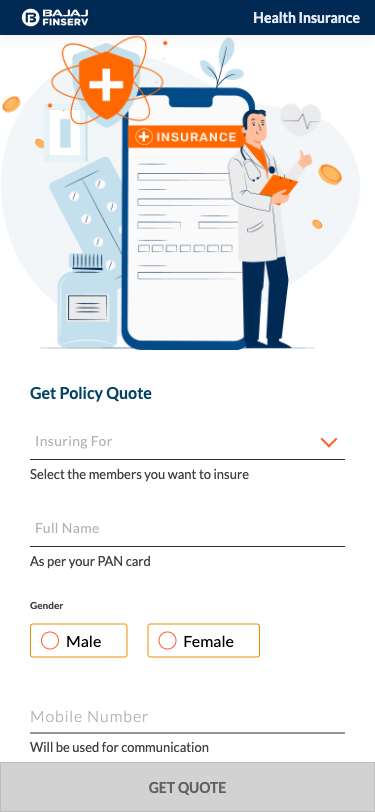 BAJAJ
FINSERV
Health Insurance
INSURANCE
Get Policy Quote
Insuring For
Select the members you want to insure
Full Name
As per your PAN card
Gender
Male
Female
Mobile Number
Will be used for communication
GET QUOTE